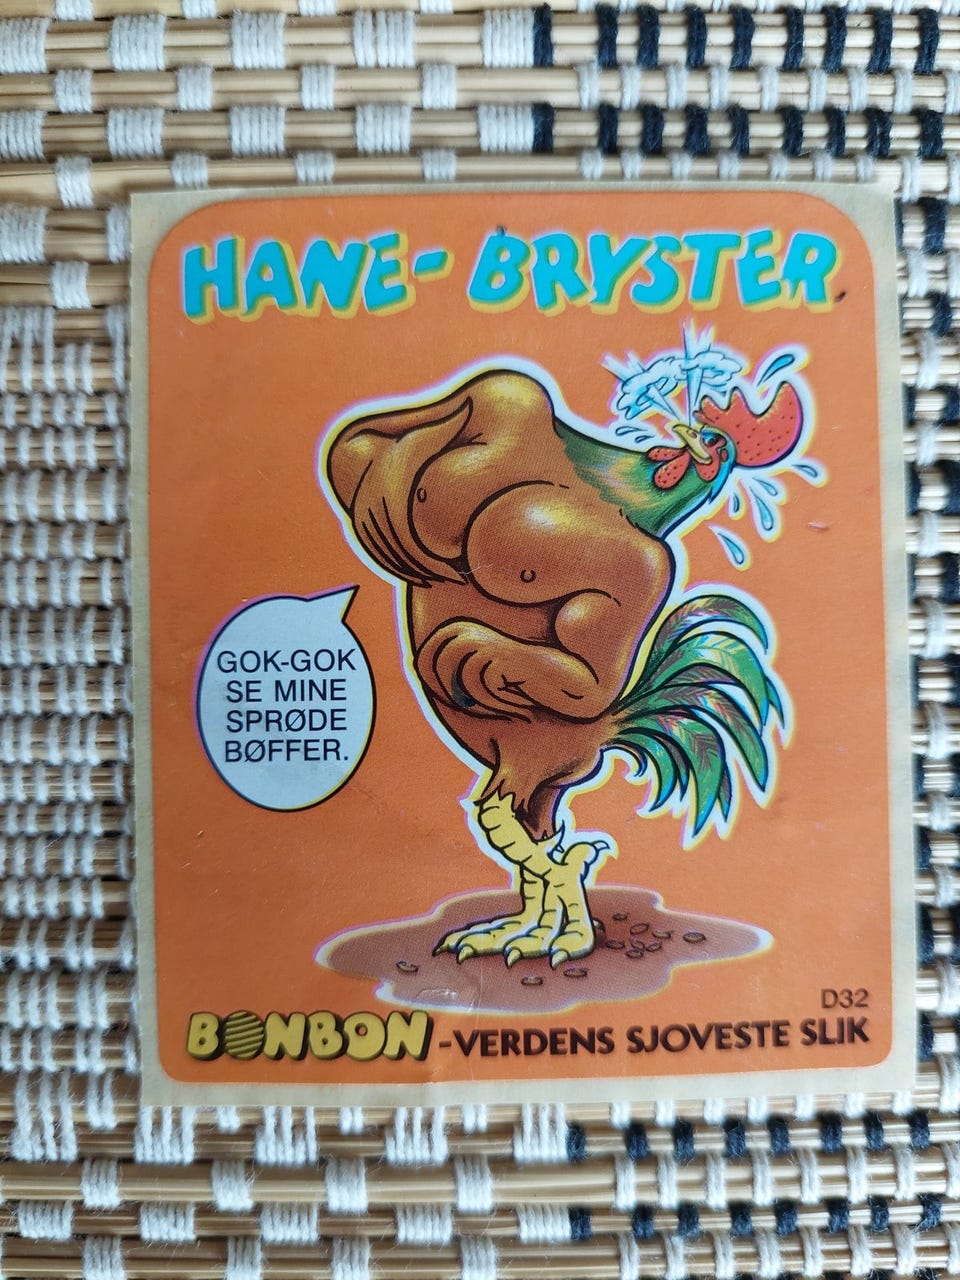 HANE-BRYSTER
GOK-GOK
SE MINE
SPRØDE
BØFFER.
D32
BONBON -VERDENS SJOVESTE SLIK